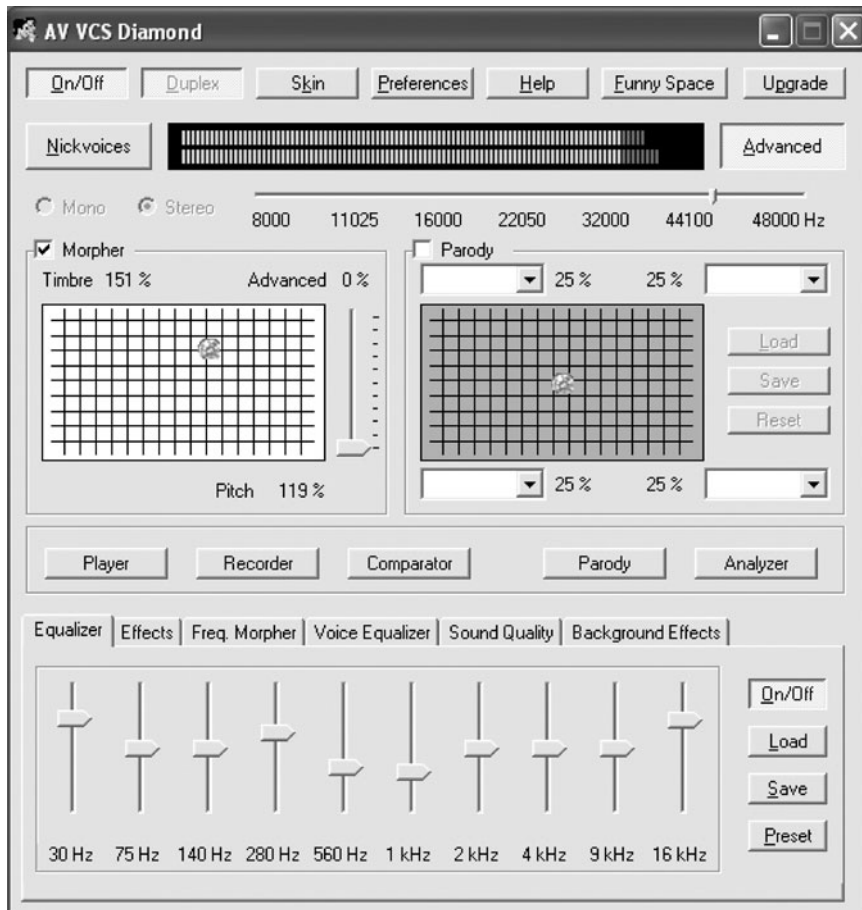 AV VCS Diamond
On/Off Duplex Skin Preferences Help Funny Space Upgrade
Nickvoices Advanced
Mono Stereo
8000 11025 16000 22050 32000 44100 48000 Hz
Morpher Parody
Timbre 151 % Advanced 0 % 25 % 25 %
Load
Save
Reset
Pitch 119 % 25 % 25 %
Player Recorder Comparator Parody Analyzer
Equalizer Effects Freq. Morpher Voice Equalizer Sound Quality Background Effects
On/Off
Load
Save
Preset
30 Hz 75 Hz 140 Hz 280 Hz 560 Hz 1 kHz 2 kHz 4 kHz 9 kHz 16 kHz